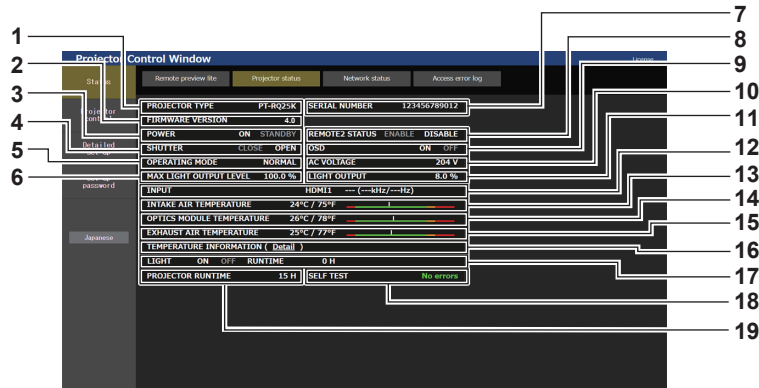 Projector Control Window
License
Status
Remote preview lite
Projector status
Network status
Access error log
Projector control
Detailed set up
password
Japanese
PROJECTOR TYPE PT-RQ25K
SERIAL NUMBER 123456789012
FIRMWARE VERSION 4.0
POWER ON STANDBY
REMOTE2 STATUS ENABLE DISABLE
SHUTTER CLOSE OPEN
OSD ON OFF
OPERATING MODE NORMAL
AC VOLTAGE 204 V
MAX LIGHT OUTPUT LEVEL 100.0 %
LIGHT OUTPUT 8.0 %
INPUT HDMI1 --- (---kHz/---Hz)
INTAKE AIR TEMPERATURE 24°C / 75°F
OPTICS MODULE TEMPERATURE 26°C / 78°F
EXHAUST AIR TEMPERATURE 25°C / 77°F
TEMPERATURE INFORMATION ( Detail )
LIGHT ON OFF RUNTIME 0 H
PROJECTOR RUNTIME 15 H
SELF TEST No errors
1
2
3
4
5
6
7
8
9
10
11
12
13
14
15
16
17
18
19